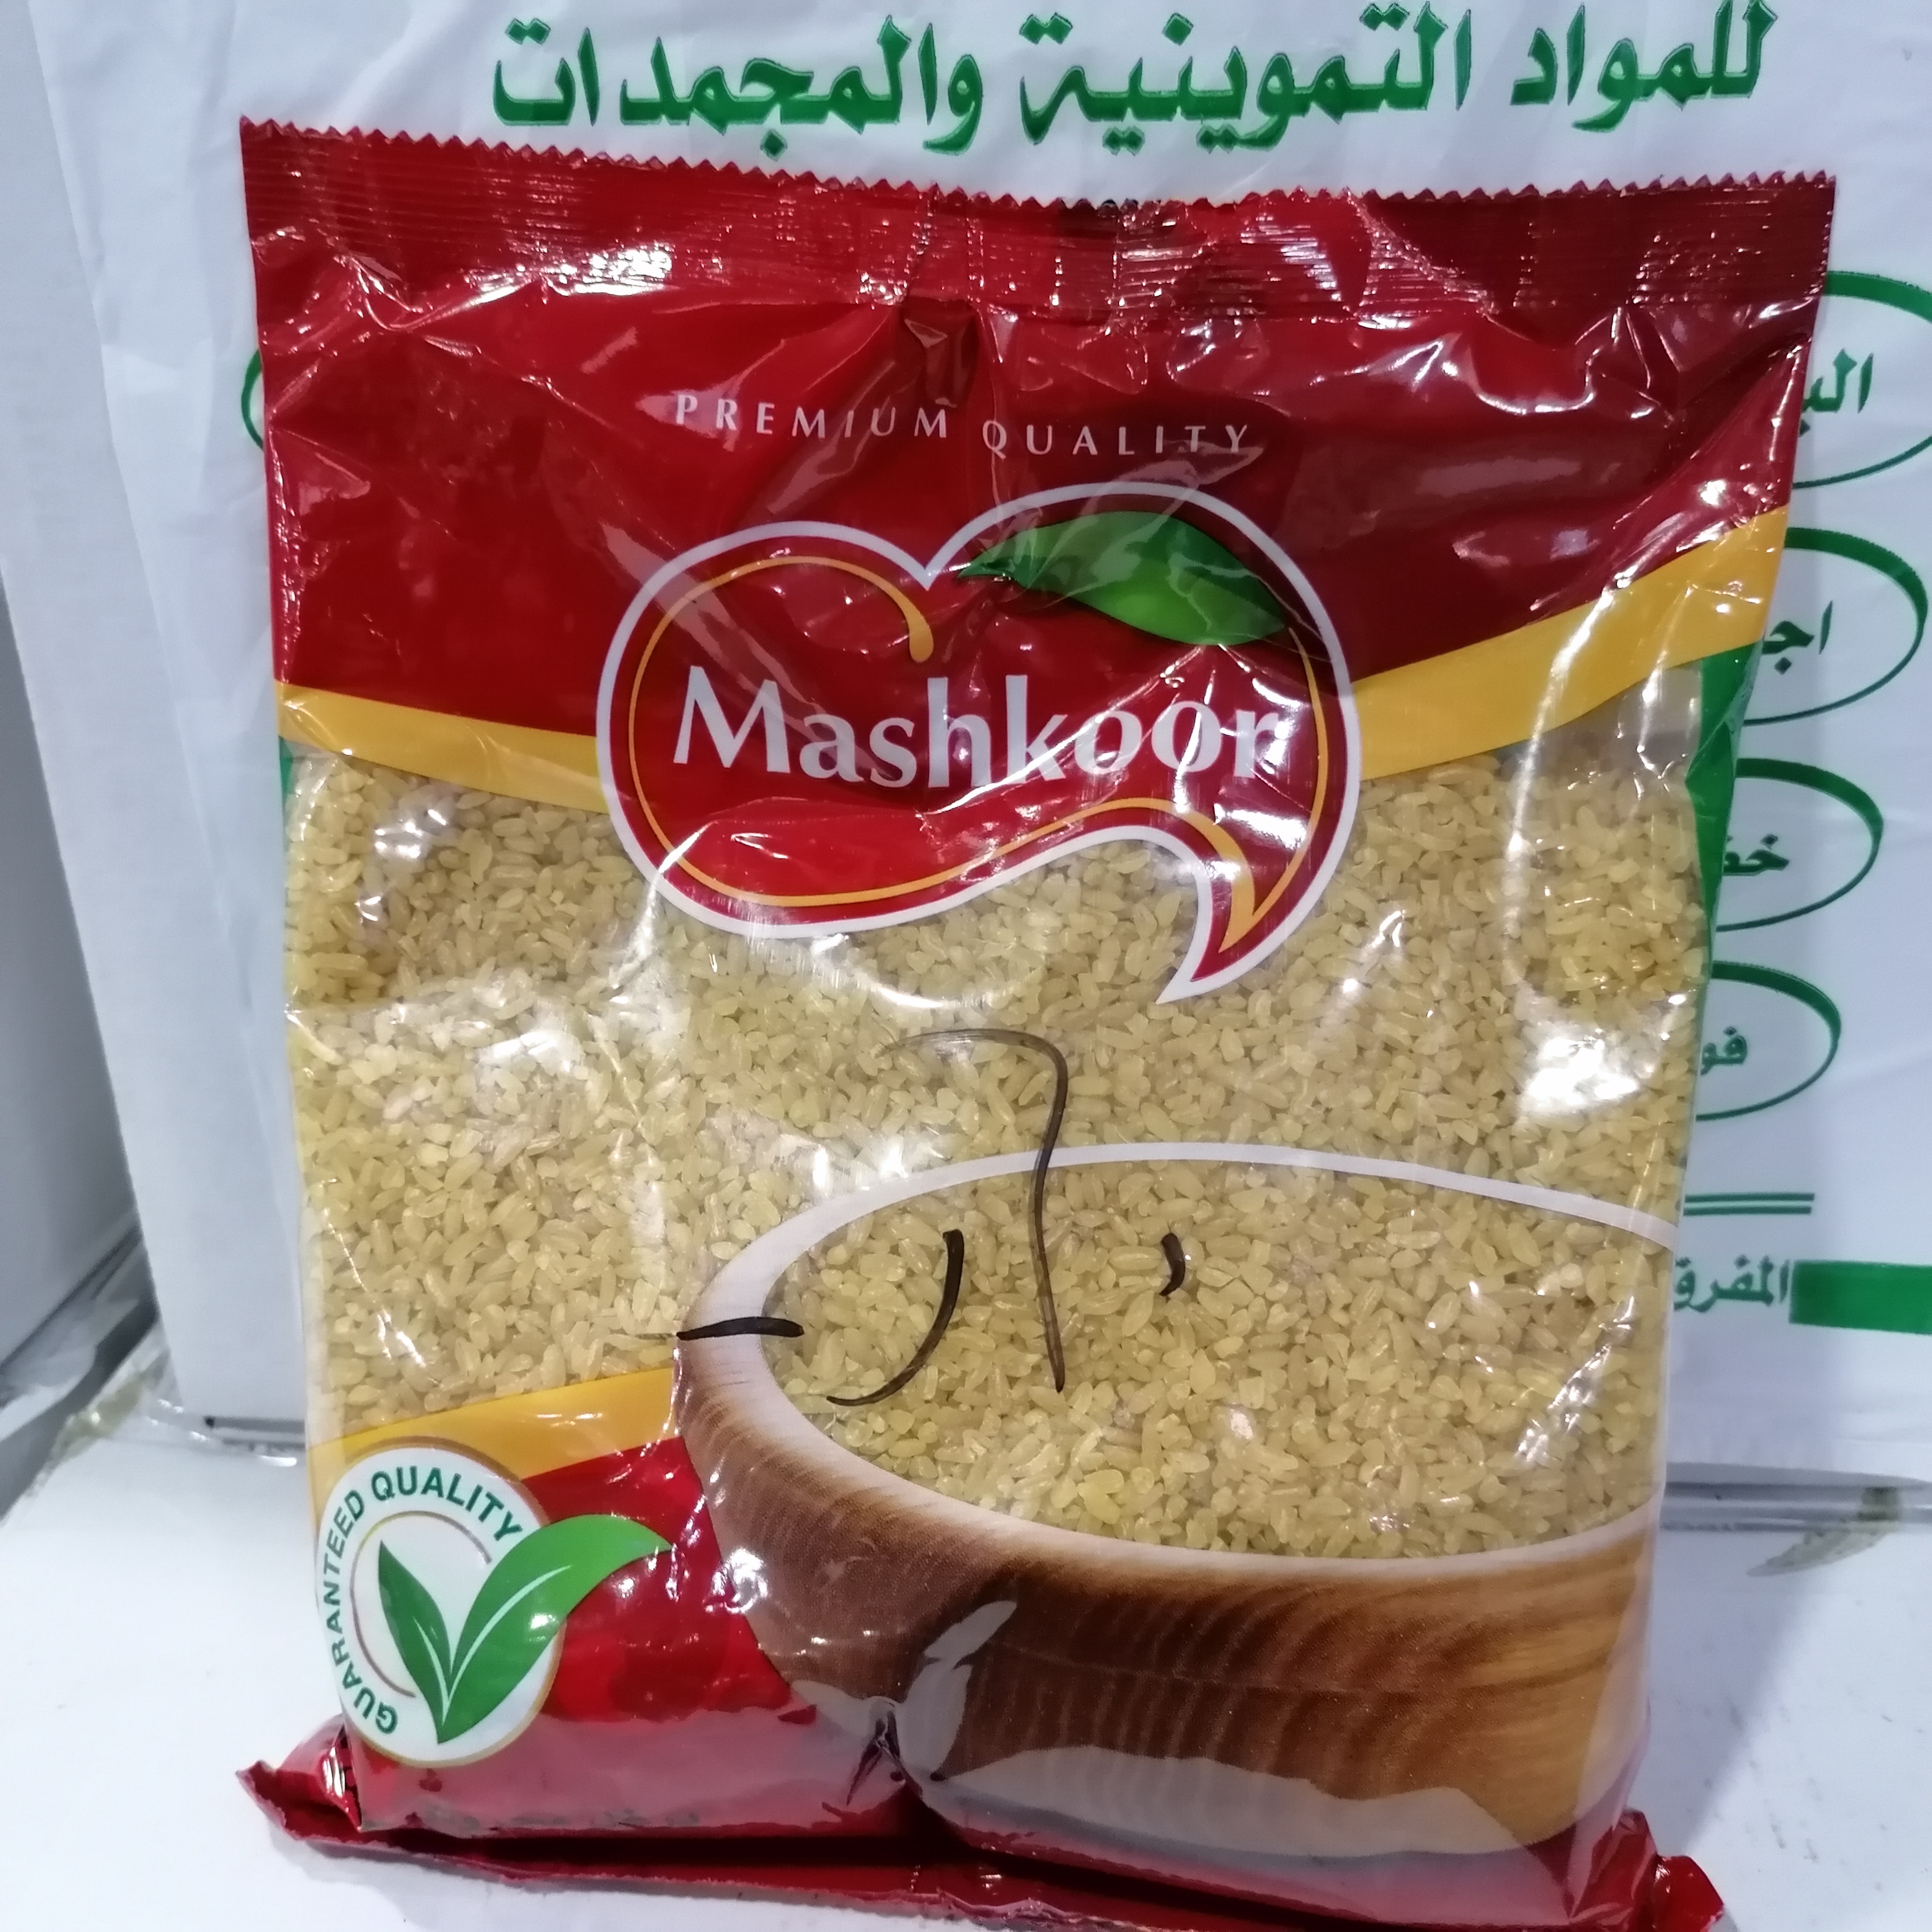 للمواد التموينية والمجمدات
PREMIUM QUALITY
Mashkoor
المفرق
GUARANTEED QUALITY